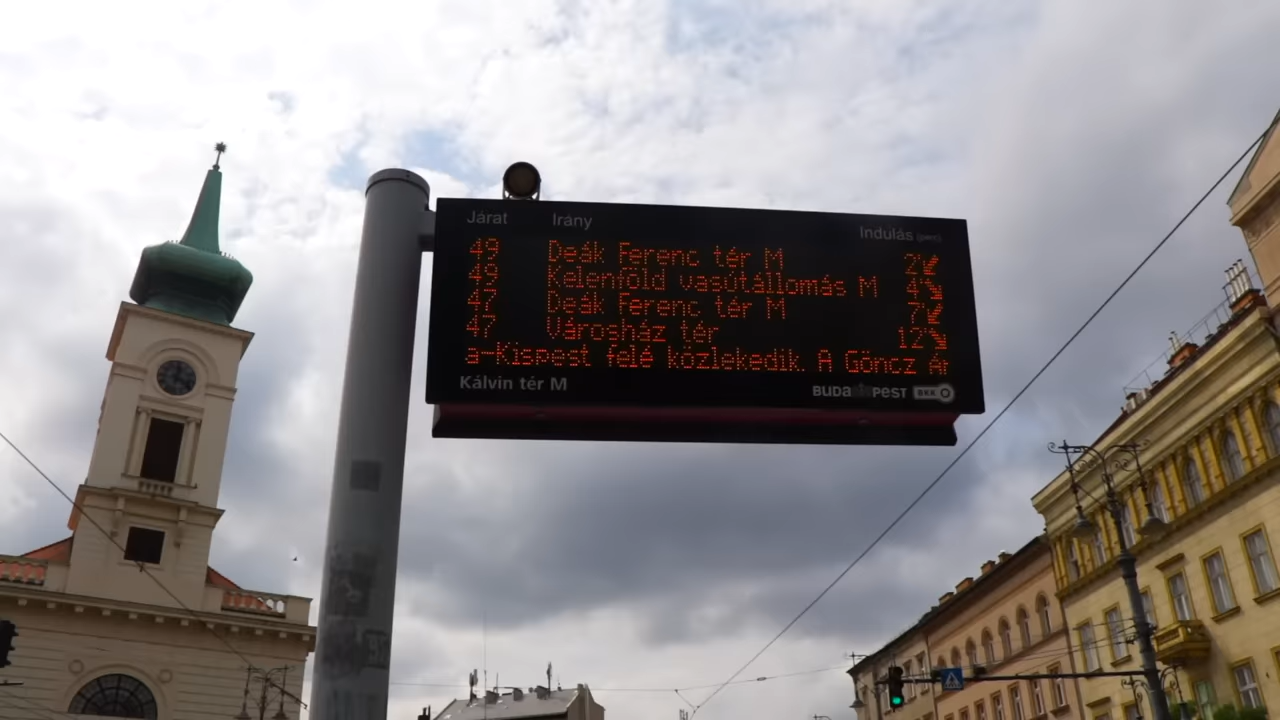 Járat Irány Indulás (perc)
49 Deák Ferenc tér M 2
49 Kelenföld vasútállomás M 4
47 Deák Ferenc tér M 7
47 Városház tér 12
a-Kispest felé közlekedik. A Göncz Ár
Kálvin tér M BUDAPEST BKK